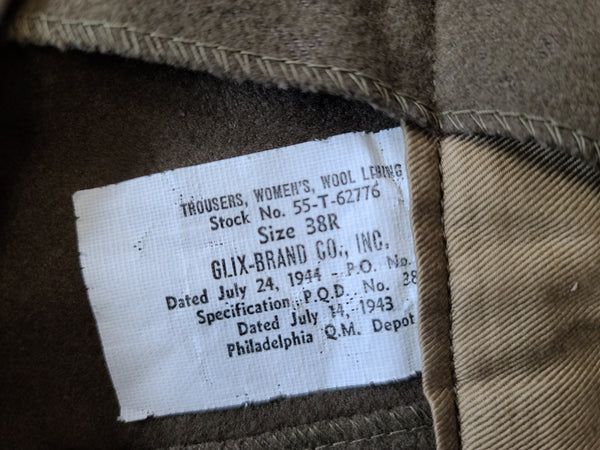 TROUSERS, WOMEN'S, WOOL LINING
Stock No. 55-T-62776
Size 38R
GLIX-BRAND CO., INC.
Dated July 24, 1944 - P.O. No.
Specification P.Q.D. No. 28
Dated July 14, 1943
Philadelphia Q.M. Depot